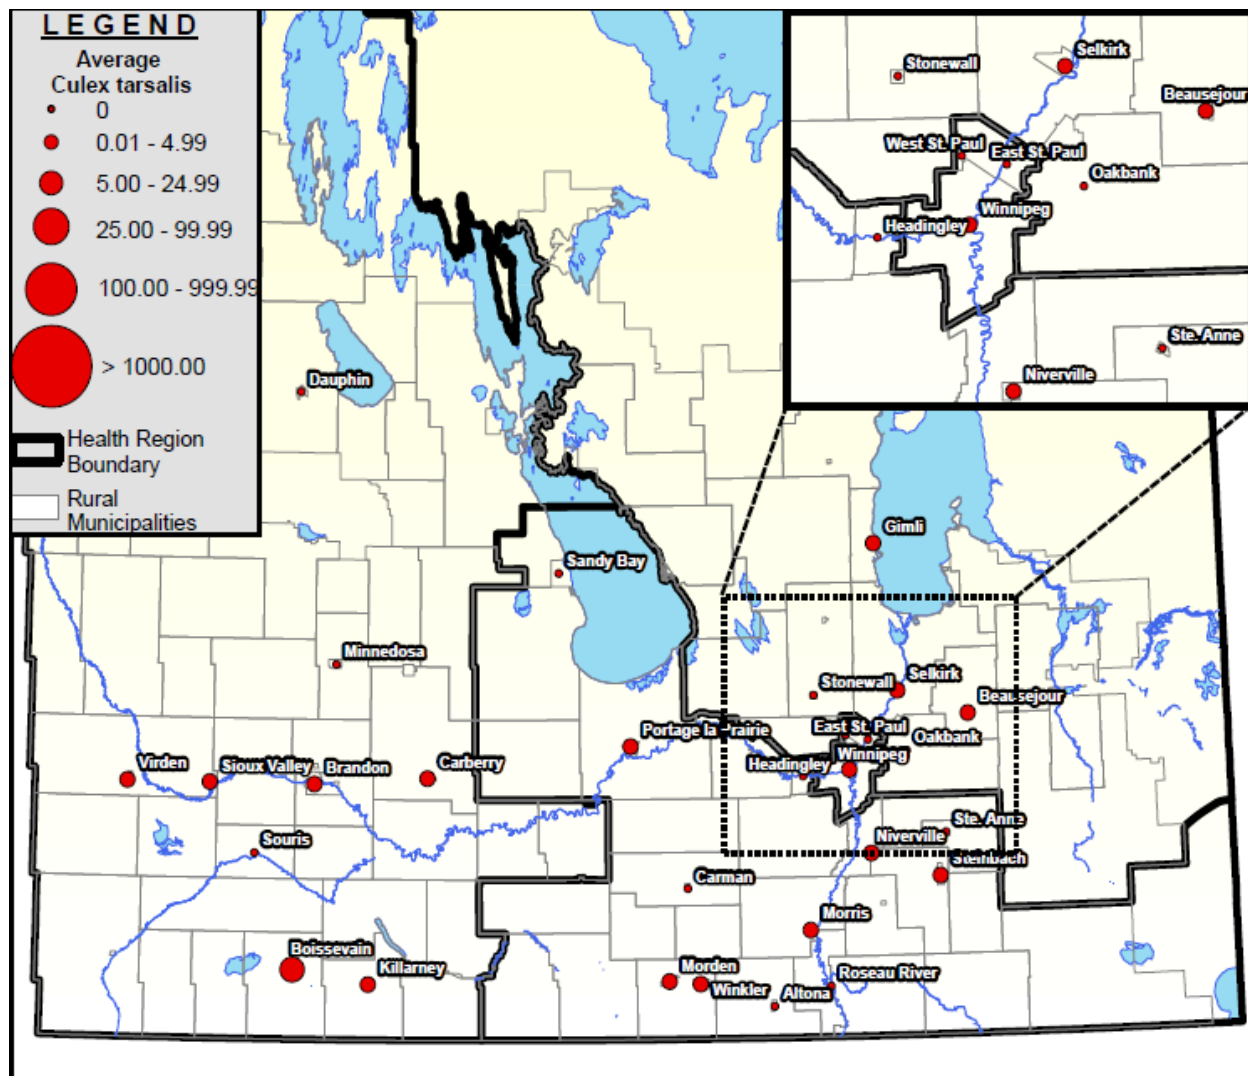 LEGEND
Average
Culex tarsalis
0
0.01 - 4.99
5.00 - 24.99
25.00 - 99.99
100.00 - 999.99
> 1000.00
Health Region
Boundary
Rural
Municipalities
Selkirk
Stonewall
Beausejour
West St. Paul
East St. Paul
Oakbank
Winnipeg
Headingley
Ste. Anne
Niverville
Dauphin
Gimli
Sandy Bay
Minnedosa
Selkirk
Stonewall
Beausejour
East St. Paul
Portage la Prairie
Oakbank
Winnipeg
Headingley
Virden
Sioux Valley
Brandon
Carberry
Ste. Anne
Niverville
Souris
Steinbach
Carman
Morris
Boissevain
Killarney
Morden
Roseau River
Winkler
Altona